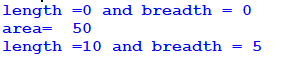 length =0 and breadth = 0
area=  50
length =10 and breadth = 5